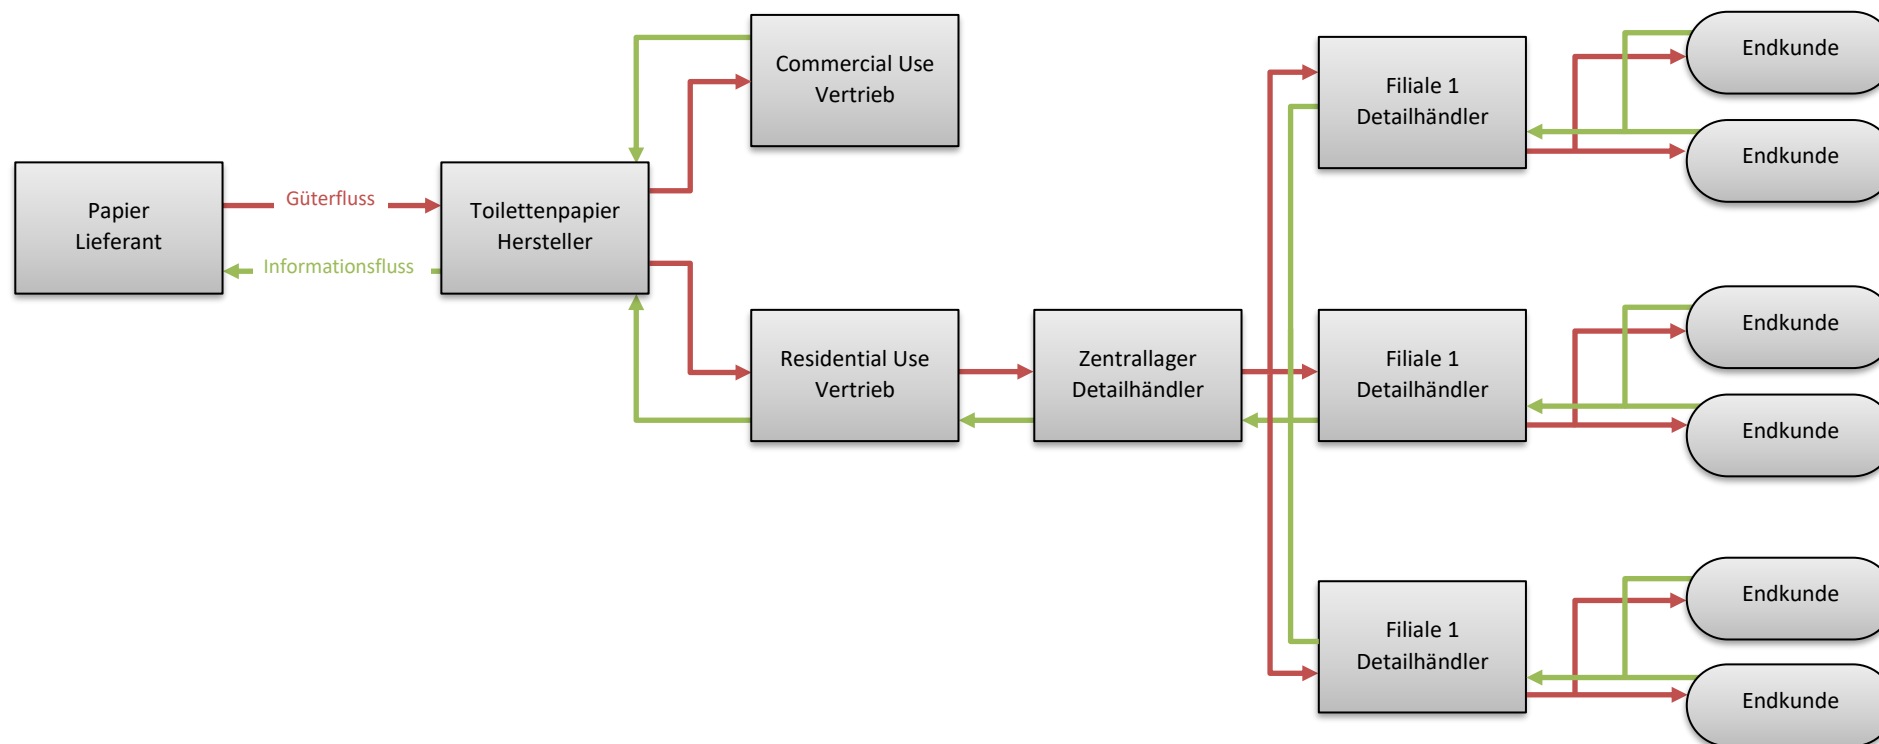 Papier
Lieferant
Güterfluss
Informationsfluss
Toilettenpapier
Hersteller
Commercial Use
Vertrieb
Residential Use
Vertrieb
Zentrallager
Detailhändler
Filiale 1
Detailhändler
Endkunde
Endkunde
Filiale 1
Detailhändler
Endkunde
Endkunde
Filiale 1
Detailhändler
Endkunde
Endkunde